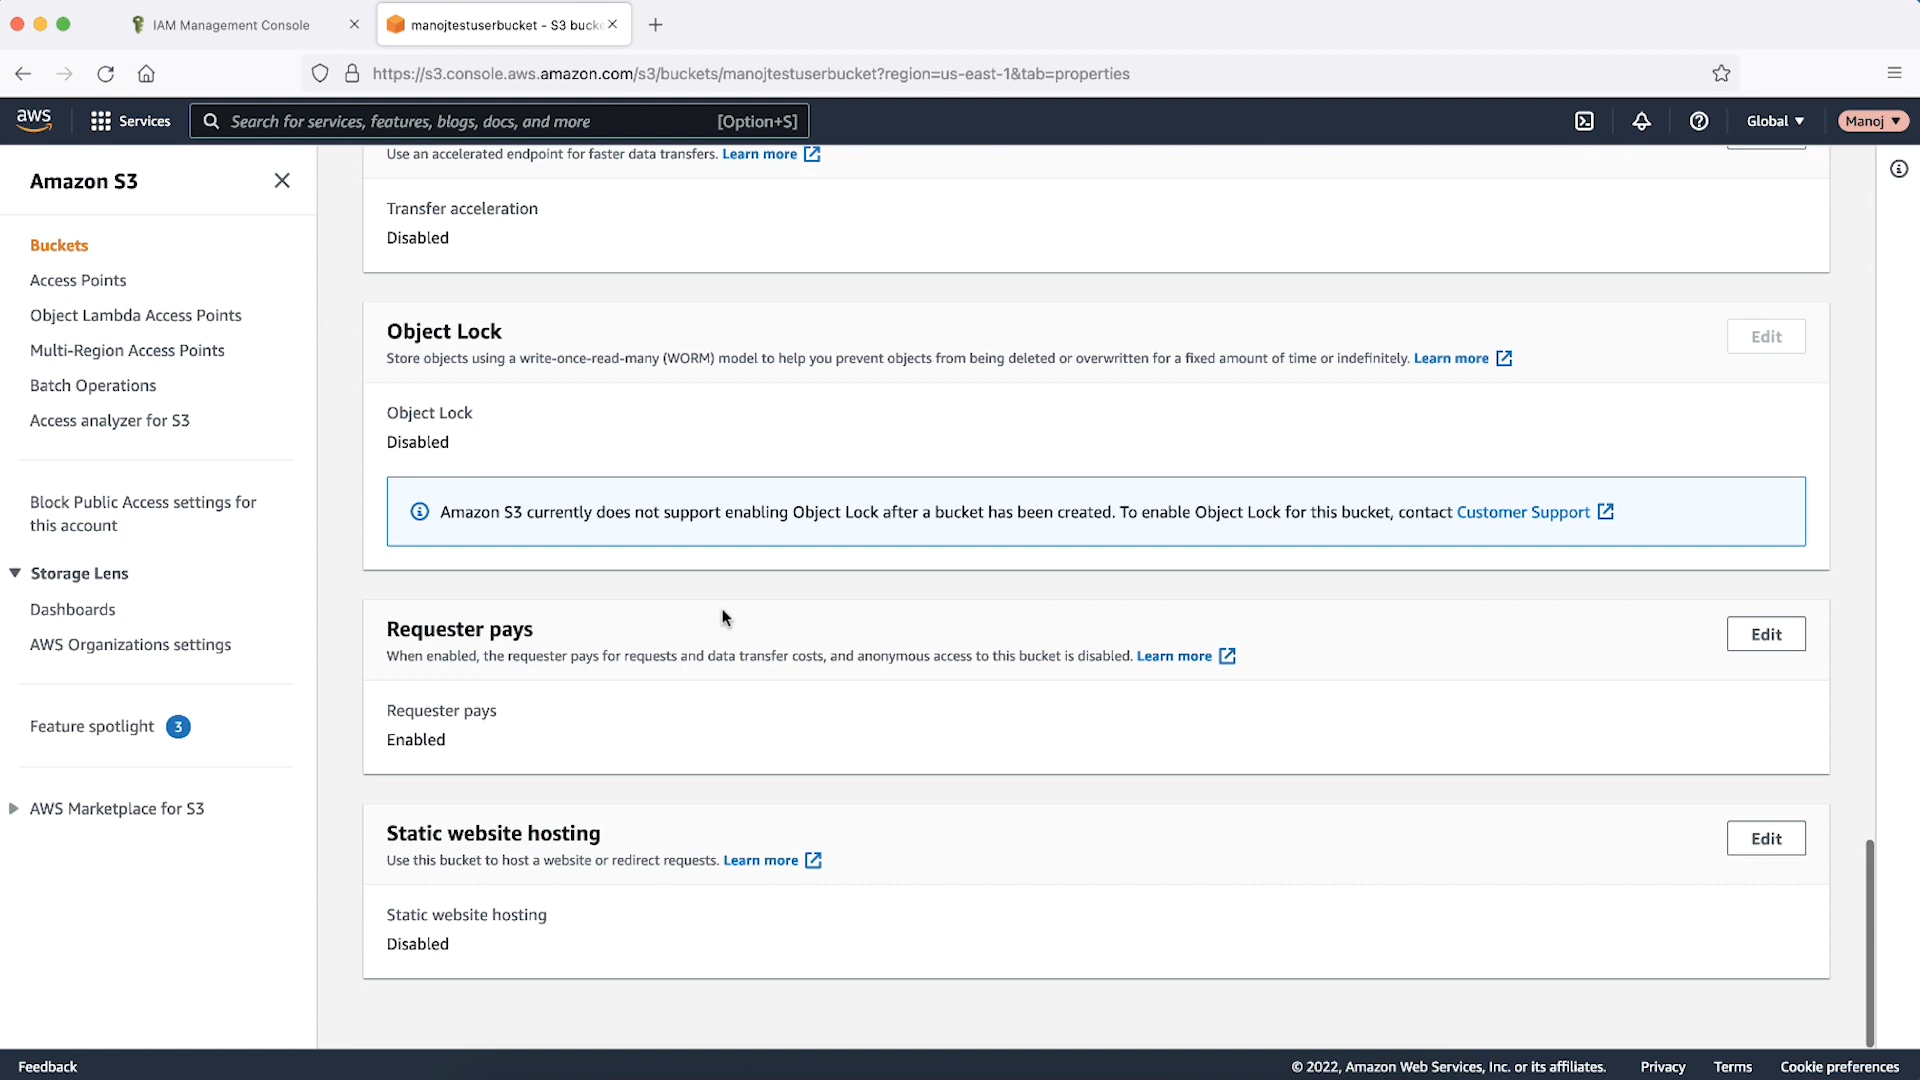 IAM Management Console
manojtestuserbucket - S3 bucke
https://s3.console.aws.amazon.com/s3/buckets/manojtestuserbucket?region=us-east-1&tab=properties
aws
Services
Search for services, features, blogs, docs, and more
[Option+S]
Global
Manoj
Amazon S3
Buckets
Access Points
Object Lambda Access Points
Multi-Region Access Points
Batch Operations
Access analyzer for S3
Block Public Access settings for
this account
Storage Lens
Dashboards
AWS Organizations settings
Feature spotlight 3
AWS Marketplace for S3
Use an accelerated endpoint for faster data transfers. Learn more
Transfer acceleration
Disabled
Object Lock
Edit
Store objects using a write-once-read-many (WORM) model to help you prevent objects from being deleted or overwritten for a fixed amount of time or indefinitely. Learn more
Object Lock
Disabled
Amazon S3 currently does not support enabling Object Lock after a bucket has been created. To enable Object Lock for this bucket, contact Customer Support
Requester pays
Edit
When enabled, the requester pays for requests and data transfer costs, and anonymous access to this bucket is disabled. Learn more
Requester pays
Enabled
Static website hosting
Edit
Use this bucket to host a website or redirect requests. Learn more
Static website hosting
Disabled
Feedback
© 2022, Amazon Web Services, Inc. or its affiliates.
Privacy
Terms
Cookie preferences